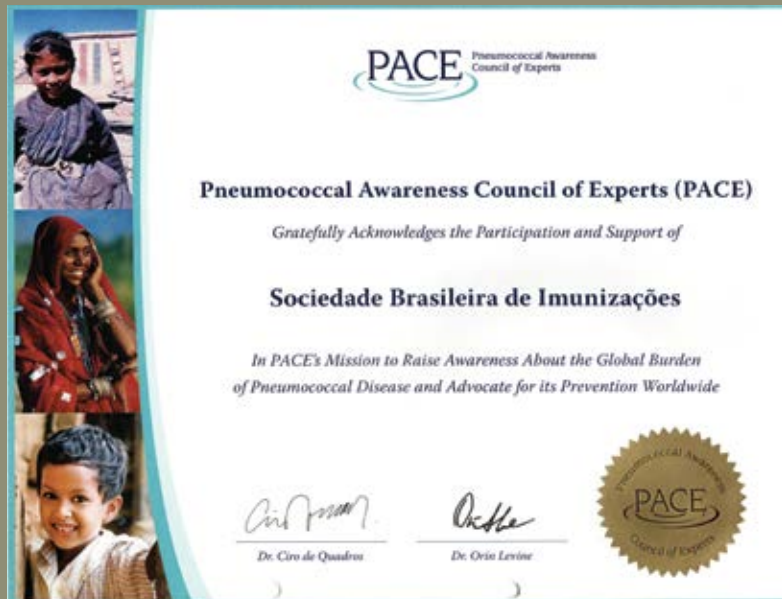 PACE
Pneumococcal Awareness
Council of Experts
Pneumococcal Awareness Council of Experts (PACE)
Gratefully Acknowledges the Participation and Support of
Sociedade Brasileira de Imunizações
In PACE's Mission to Raise Awareness About the Global Burden
of Pneumococcal Disease and Advocate for its Prevention Worldwide
Dr. Ciro de Quadros
Dr. Orin Levine
Pneumococcal Awareness
PACE
Council of Experts